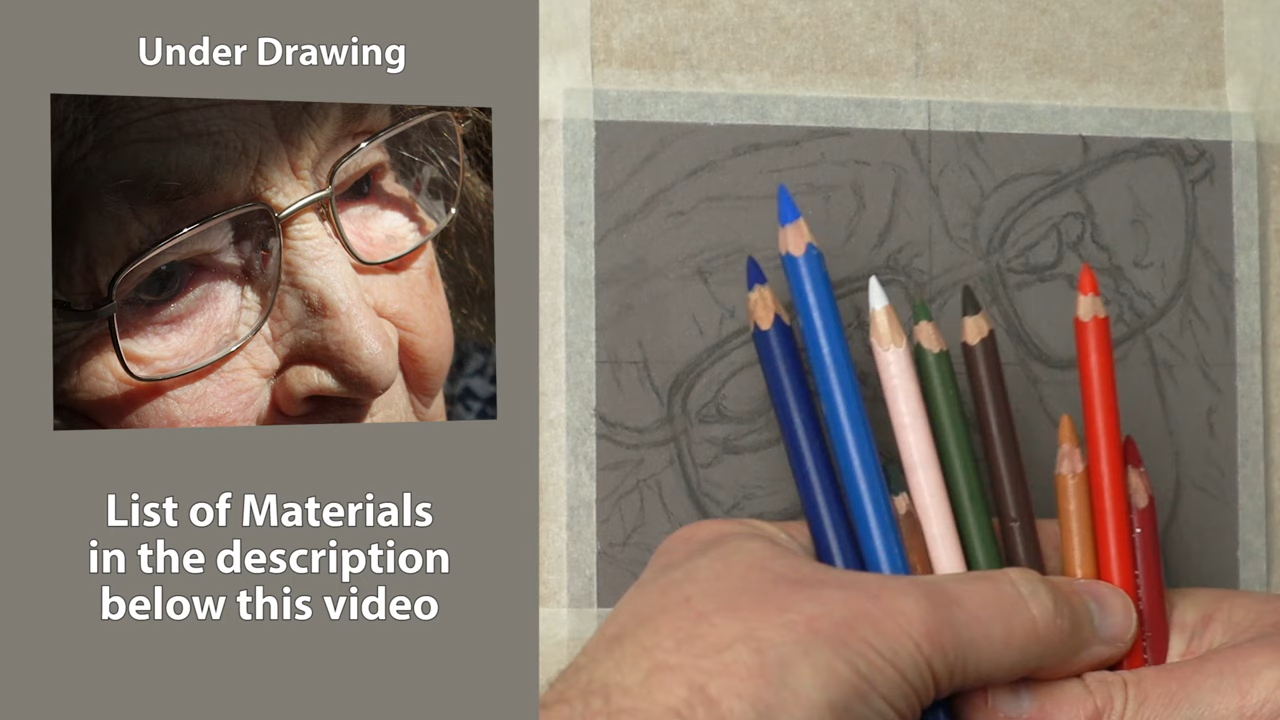 Under Drawing
List of Materials
in the description
below this video